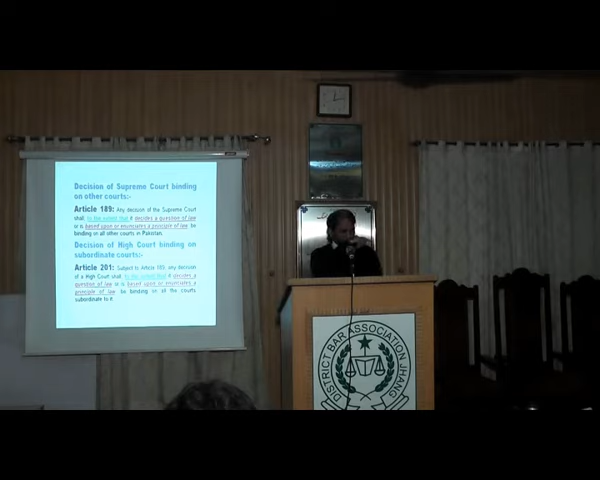 Decision of Supreme Court binding
on other courts:-
Article 189: Any decision of the Supreme Court
shall, to the extent that it decides a question of law
or is based upon or enunciates a principle of law, be
binding on all other courts in Pakistan.
Decision of High Court binding on
subordinate courts:-
Article 201: Subject to Article 189, any decision
of a High Court shall, to the extent that it decides a
question of law or is based upon or enunciates a
principle of law, be binding on all the courts
subordinate to it.
DISTRICT BAR ASSOCIATION JHANG